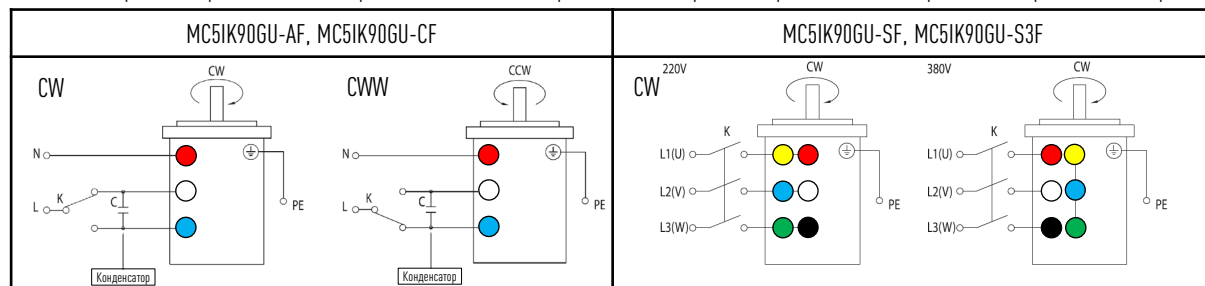 MC5IK90GU-AF, MC5IK90GU-CF
MC5IK90GU-SF, MC5IK90GU-S3F
CW
CW
N
L
K
C
PE
Конденсатор
CWW
CCW
N
L
K
C
PE
Конденсатор
CW
220V
CW
K
L1(U)
L2(V)
L3(W)
PE
380V
CW
K
L1(U)
L2(V)
L3(W)
PE